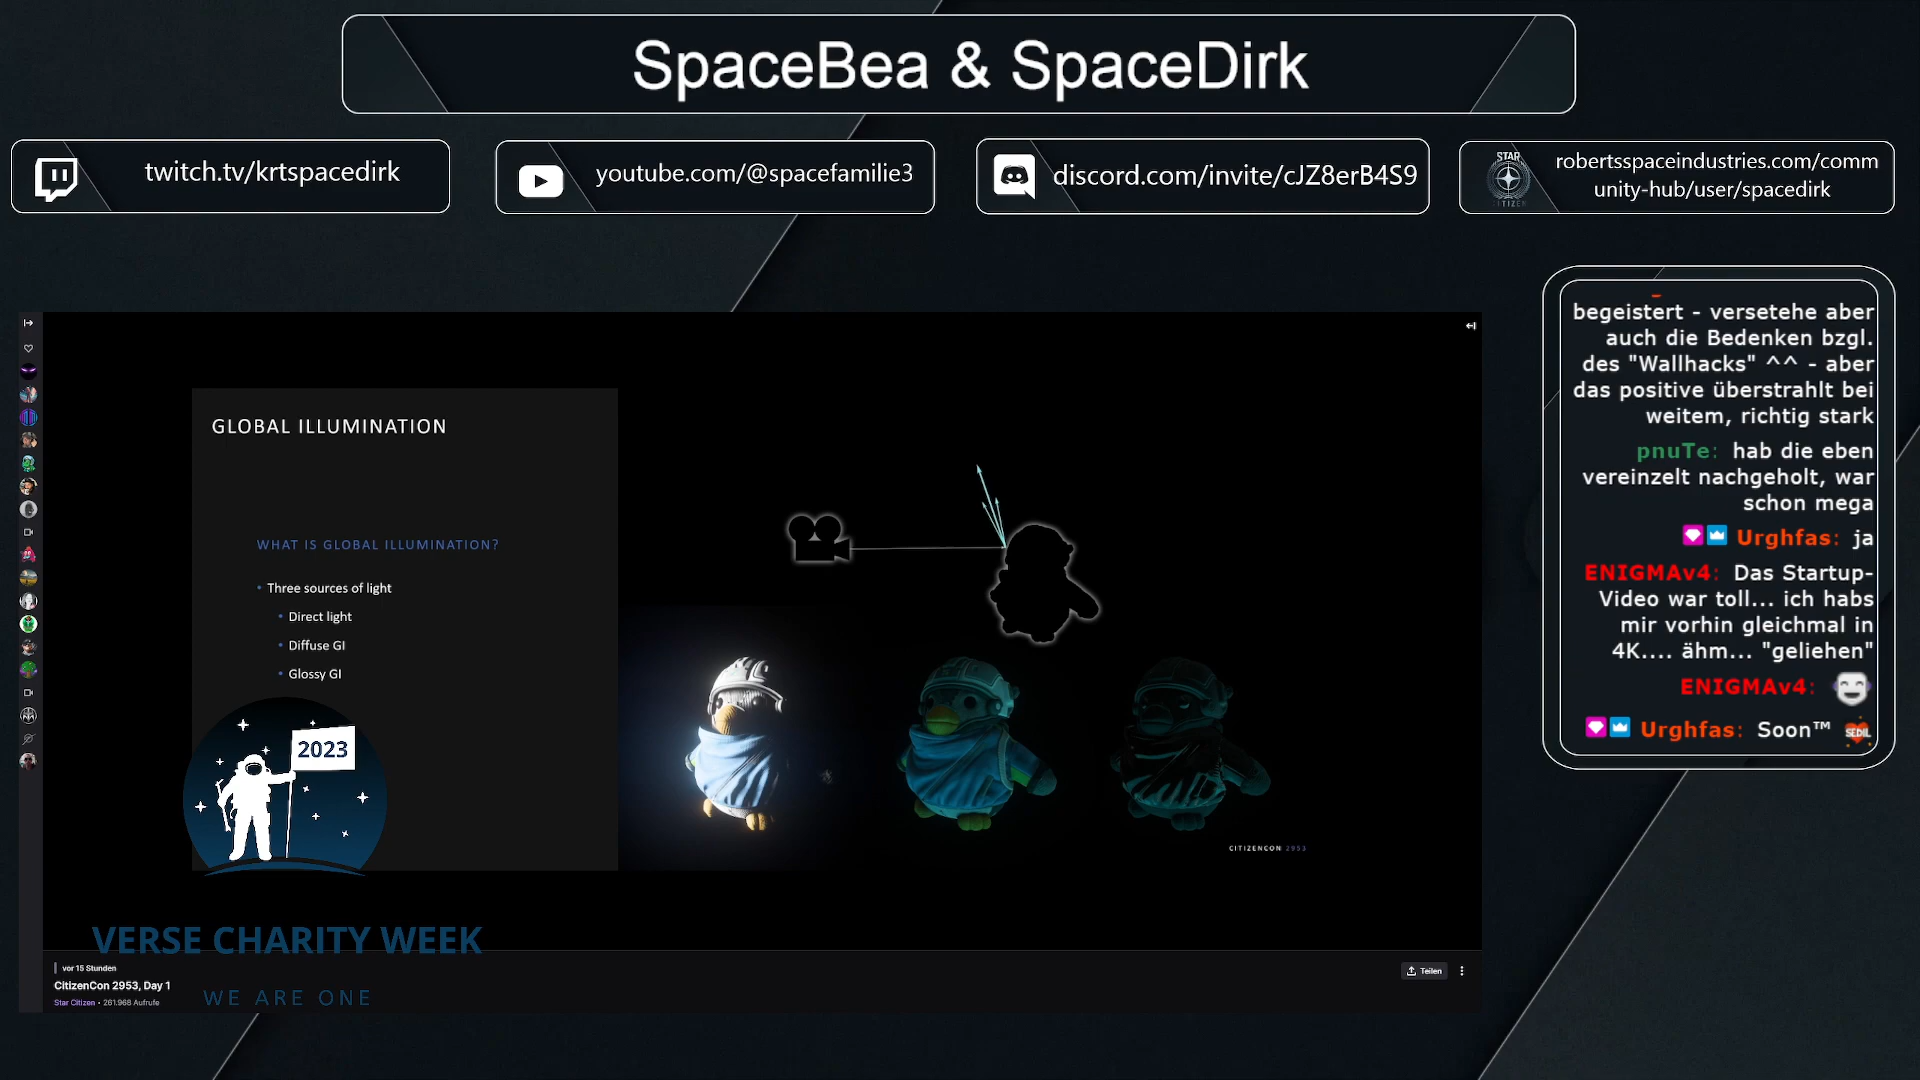 SpaceBea & SpaceDirk
twitch.tv/krtspacedirk
youtube.com/@spacefamilie3
discord.com/invite/cJZ8erB4S9
STAR
CITIZEN
robertsspaceindustries.com/comm
unity-hub/user/spacedirk
GLOBAL ILLUMINATION
WHAT IS GLOBAL ILLUMINATION?
• Three sources of light
• Direct light
• Diffuse GI
• Glossy GI
2023
CITIZENCON 2953
VERSE CHARITY WEEK
WE ARE ONE
vor 15 Stunden
CitizenCon 2953, Day 1
Star Citizen • 261.968 Aufrufe
Teilen
begeistert - versetehe aber
auch die Bedenken bzgl.
des "Wallhacks" ^^ - aber
das positive überstrahlt bei
weitem, richtig stark
pnuTe: hab die eben
vereinzelt nachgeholt, war
schon mega
Urghfas: ja
ENIGMAv4: Das Startup-
Video war toll... ich habs
mir vorhin gleichmal in
4K.... ähm... "geliehen"
ENIGMAv4:
Urghfas: Soon™ SEDIL